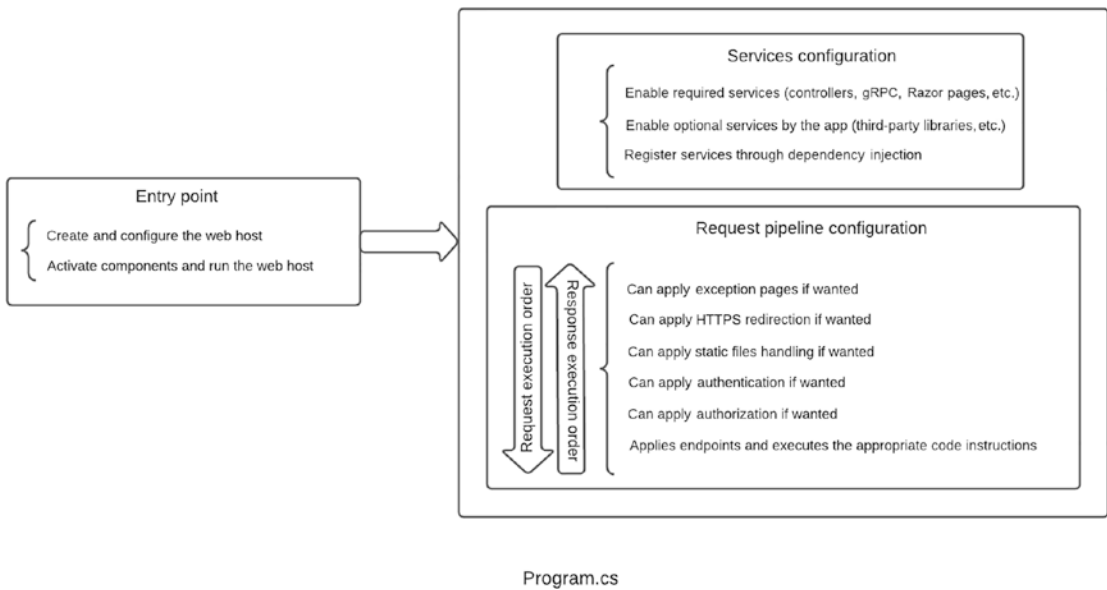 Entry point
Create and configure the web host
Activate components and run the web host
Services configuration
Enable required services (controllers, gRPC, Razor pages, etc.)
Enable optional services by the app (third-party libraries, etc.)
Register services through dependency injection
Request pipeline configuration
Request execution order
Response execution order
Can apply exception pages if wanted
Can apply HTTPS redirection if wanted
Can apply static files handling if wanted
Can apply authentication if wanted
Can apply authorization if wanted
Applies endpoints and executes the appropriate code instructions
Program.cs